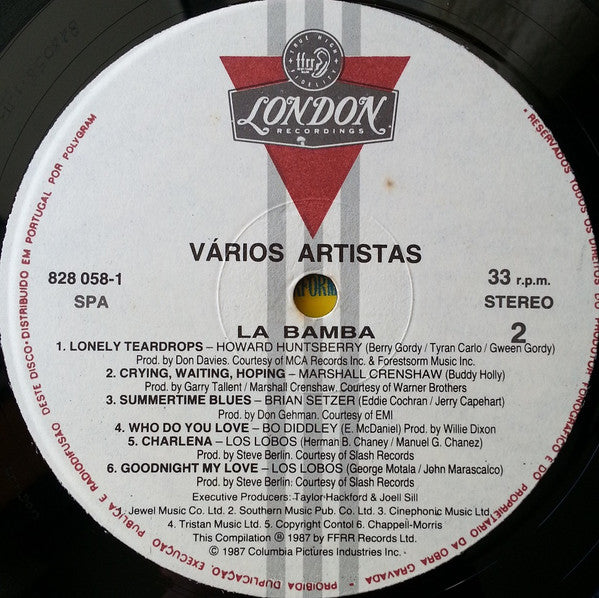 TRUE HIGH
ffrr
FIDELITY
LONDON
RECORDINGS
VÁRIOS ARTISTAS
828 058-1
SPA
33 r.p.m.
STEREO
2
LA BAMBA
1. LONELY TEARDROPS – HOWARD HUNTSBERRY (Berry Gordy / Tyran Carlo / Gween Gordy)
Prod. by Don Davies. Courtesy of MCA Records Inc. & Forestsorm Music Inc.
2. CRYING, WAITING, HOPING – MARSHALL CRENSHAW (Buddy Holly)
Prod. by Garry Tallent / Marshall Crenshaw. Courtesy of Warner Brothers
3. SUMMERTIME BLUES – BRIAN SETZER (Eddie Cochran / Jerry Capehart)
Prod. by Don Gehman. Courtesy of EMI
4. WHO DO YOU LOVE – BO DIDDLEY (E. McDaniel) Prod. by Willie Dixon
5. CHARLENA – LOS LOBOS (Herman B. Chaney / Manuel G. Chanez)
Prod. by Steve Berlin. Courtesy of Slash Records
6. GOODNIGHT MY LOVE – LOS LOBOS (George Motala / John Marascalco)
Prod. by Steve Berlin: Courtesy of Slash Records
Executive Producers: Taylor Hackford & Joell Sill
1. Jewel Music Co. Ltd. 2. Southern Music Pub. Co. Ltd. 3. Cinephonic Music Ltd.
4. Tristan Music Ltd. 5. Copyright Contol 6. Chappell-Morris
This Compilation ℗ 1987 by FFRR Records Ltd.
© 1987 Columbia Pictures Industries Inc.
• RESERVADOS TODOS OS DIREITOS DO PRODUTOR FONOGRÁFICO E DO PROPRIETÁRIO DA OBRA GRAVADA • PROIBIDA DUPLICAÇÃO, EXECUÇÃO PUBLICA E RADIODIFUSÃO DESTE DISCO • DISTRIBUIDO EM PORTUGAL POR POLYGRAM